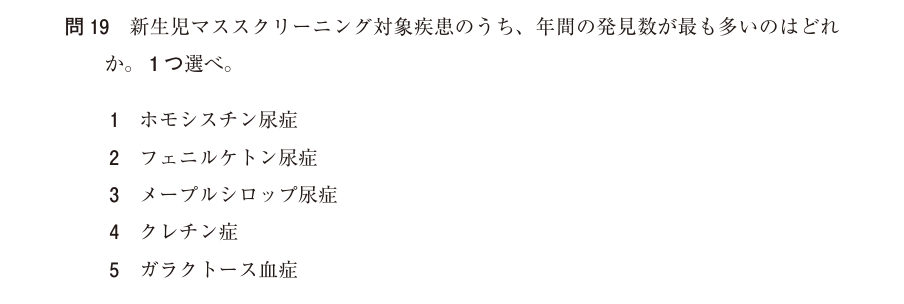 問 19　新生児マススクリーニング対象疾患のうち、年間の発見数が最も多いのはどれ
か。1つ選べ。
1　ホモシスチン尿症
2　フェニルケトン尿症
3　メープルシロップ尿症
4　クレチン症
5　ガラクトース血症